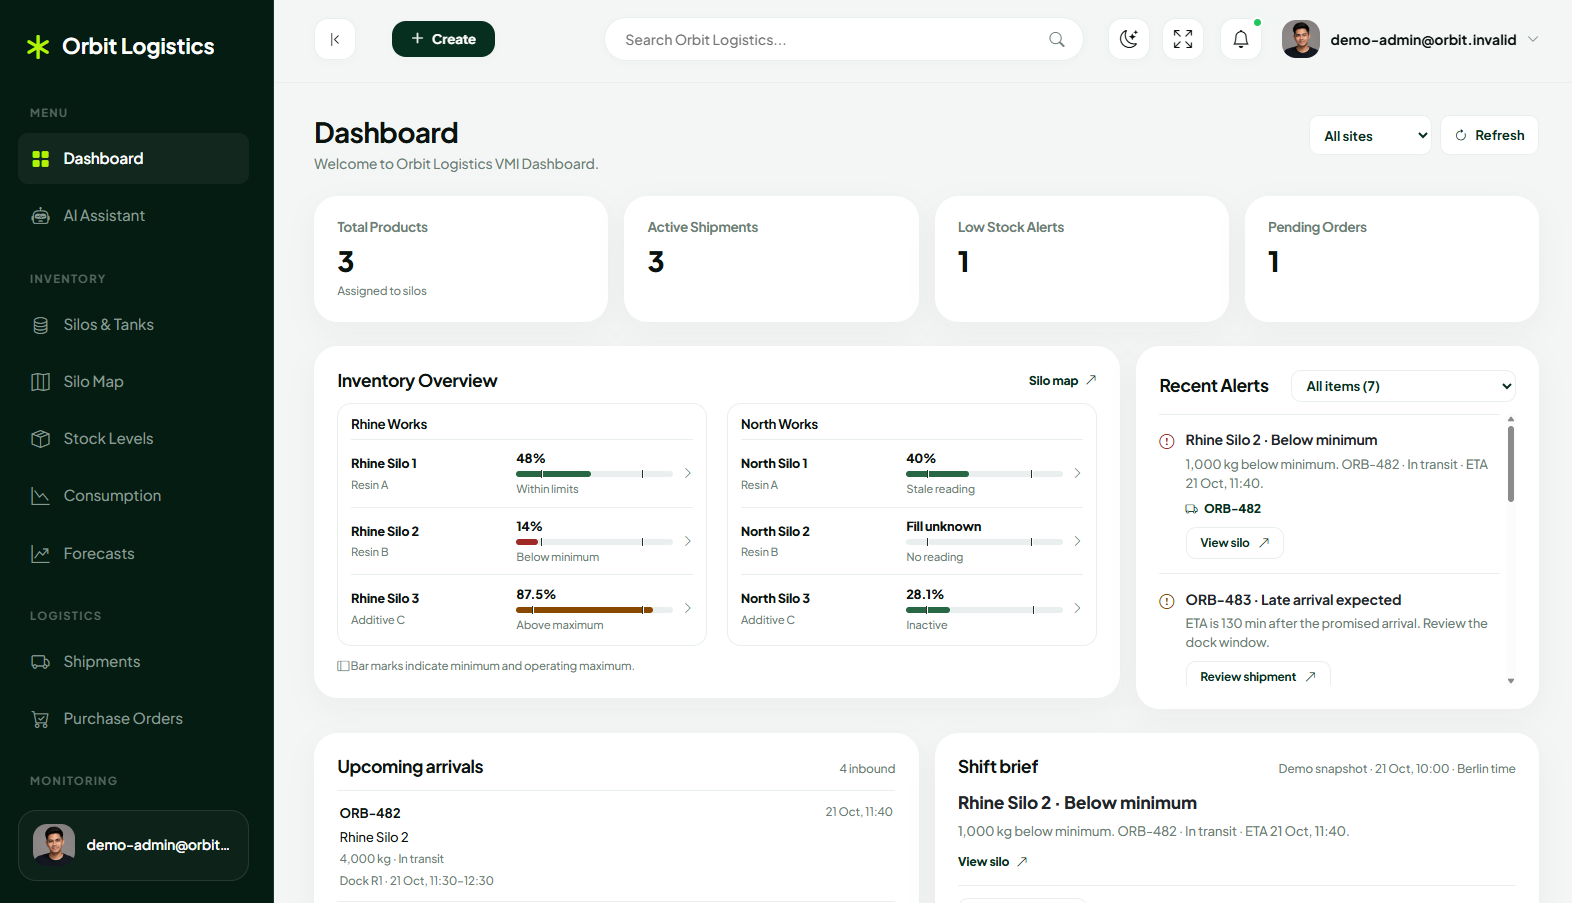 Orbit Logistics
MENU
Dashboard
AI Assistant
INVENTORY
Silos & Tanks
Silo Map
Stock Levels
Consumption
Forecasts
LOGISTICS
Shipments
Purchase Orders
MONITORING
demo-admin@orbit...
Create
Search Orbit Logistics...
demo-admin@orbit.invalid
Dashboard
Welcome to Orbit Logistics VMI Dashboard.
All sites
Refresh
Total Products
3
Assigned to silos
Active Shipments
3
Low Stock Alerts
1
Pending Orders
1
Inventory Overview
Silo map
Rhine Works
Rhine Silo 1
Resin A
48%
Within limits
Rhine Silo 2
Resin B
14%
Below minimum
Rhine Silo 3
Additive C
87.5%
Above maximum
North Works
North Silo 1
Resin A
40%
Stale reading
North Silo 2
Resin B
Fill unknown
No reading
North Silo 3
Additive C
28.1%
Inactive
Bar marks indicate minimum and operating maximum.
Recent Alerts
All items (7)
Rhine Silo 2 · Below minimum
1,000 kg below minimum. ORB-482 · In transit · ETA
21 Oct, 11:40.
ORB-482
View silo
ORB-483 · Late arrival expected
ETA is 130 min after the promised arrival. Review the
dock window.
Review shipment
Upcoming arrivals
4 inbound
ORB-482
21 Oct, 11:40
Rhine Silo 2
4,000 kg · In transit
Dock R1 · 21 Oct, 11:30–12:30
Shift brief
Demo snapshot · 21 Oct, 10:00 · Berlin time
Rhine Silo 2 · Below minimum
1,000 kg below minimum. ORB-482 · In transit · ETA 21 Oct, 11:40.
View silo